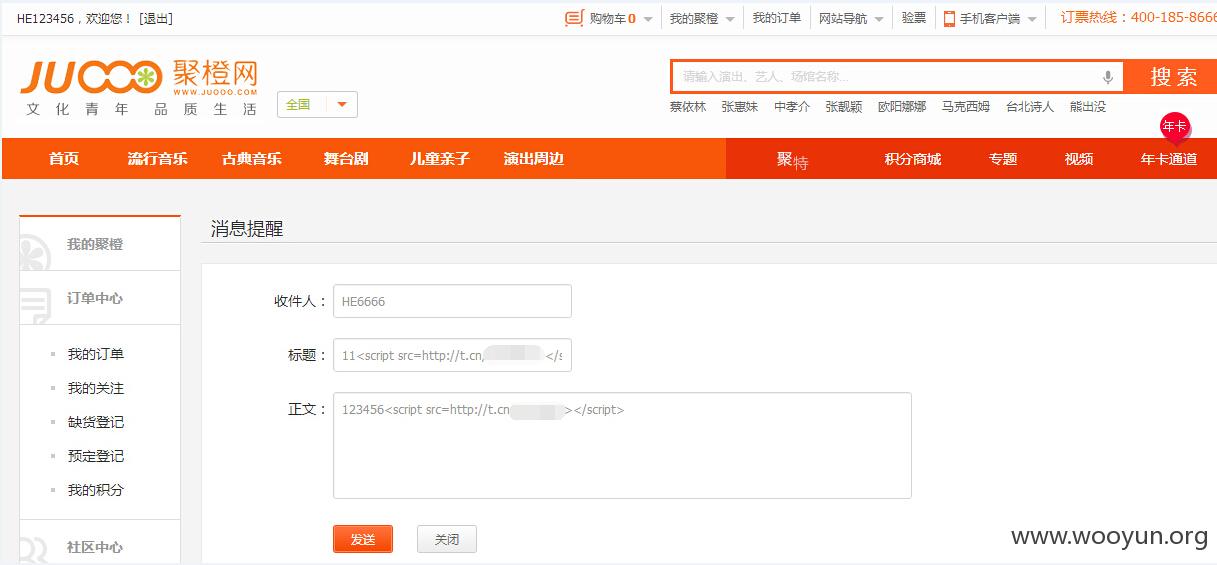 HE123456，欢迎您！ [退出] 购物车 0 我的聚橙 我的订单 网站导航 验票 手机客户端 订票热线：400-185-8666
JUOOO 聚橙网
WWW.JUOOO.COM
文化青年 品质生活
全国
请输入演出、艺人、场馆名称... 搜 索
蔡依林 张惠妹 中孝介 张靓颖 欧阳娜娜 马克西姆 台北诗人 熊出没
年卡
首页 流行音乐 古典音乐 舞台剧 儿童亲子 演出周边 聚特 积分商城 专题 视频 年卡通道
我的聚橙
订单中心
我的订单
我的关注
缺货登记
预定登记
我的积分
社区中心
消息提醒
收件人： HE6666
标题： 11<script src=http://t.cn/ </s
正文： 123456<script src=http://t.cn ></script>
发送 关闭
www.wooyun.org